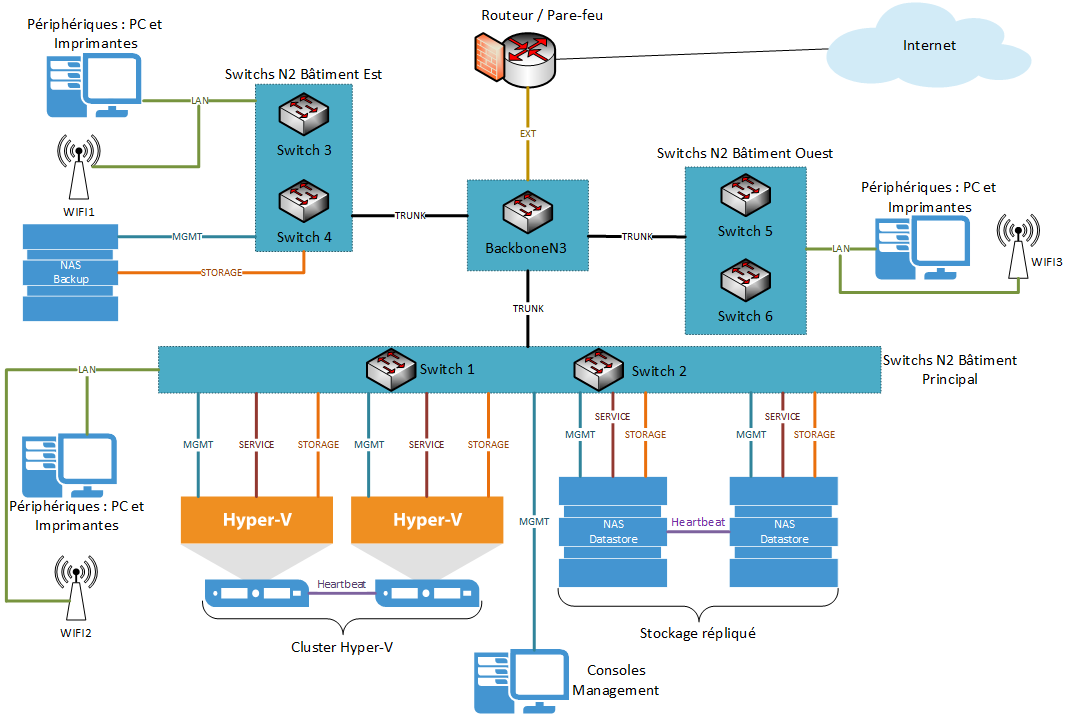 Routeur / Pare-feu
Internet
Périphériques : PC et
Imprimantes
Switchs N2 Bâtiment Est
LAN
Switch 3
WIFI1
EXT
Switchs N2 Bâtiment Ouest
Switch 4
MGMT
TRUNK
BackboneN3
TRUNK
Switch 5
Switch 6
Périphériques : PC et
Imprimantes
LAN
WIFI3
NAS
Backup
STORAGE
TRUNK
LAN
Switch 1
Switch 2
Switchs N2 Bâtiment
Principal
MGMT
SERVICE
STORAGE
MGMT
SERVICE
STORAGE
MGMT
SERVICE
STORAGE
MGMT
SERVICE
STORAGE
Périphériques : PC et
Imprimantes
Hyper-V
Hyper-V
MGMT
NAS
Datastore
Heartbeat
NAS
Datastore
Heartbeat
WIFI2
Cluster Hyper-V
Stockage répliqué
Consoles
Management